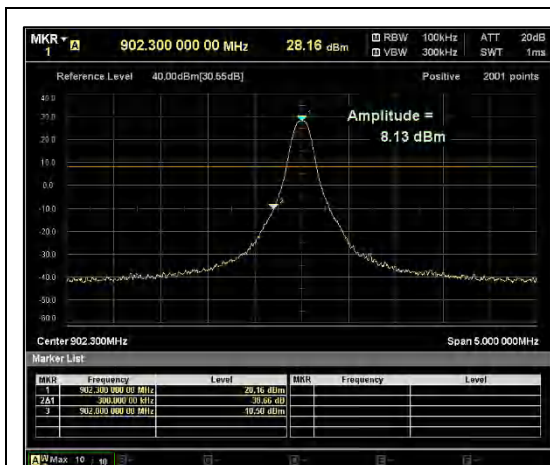 MKR 1 A 902.300 000 00 MHz 28.16 dBm RBW 100kHz ATT 20dB
VBW 300kHz SWT 1ms
Reference Level 40.00dBm[30.55dB] Positive 2001 points
40.0
30.0
20.0
10.0
0.0
-10.0
-20.0
-30.0
-40.0
-50.0
-60.0
Amplitude =
8.13 dBm
3
Center 902.300MHz Span 5.000 000MHz
Marker List
MKR Frequency Level MKR Frequency Level
1 902.300 000 00 MHz 28.16 dBm
2Δ1 -300.000 00 kHz -38.66 dB
3 902.000 000 00 MHz -10.50 dBm
A W Max 10 / 10